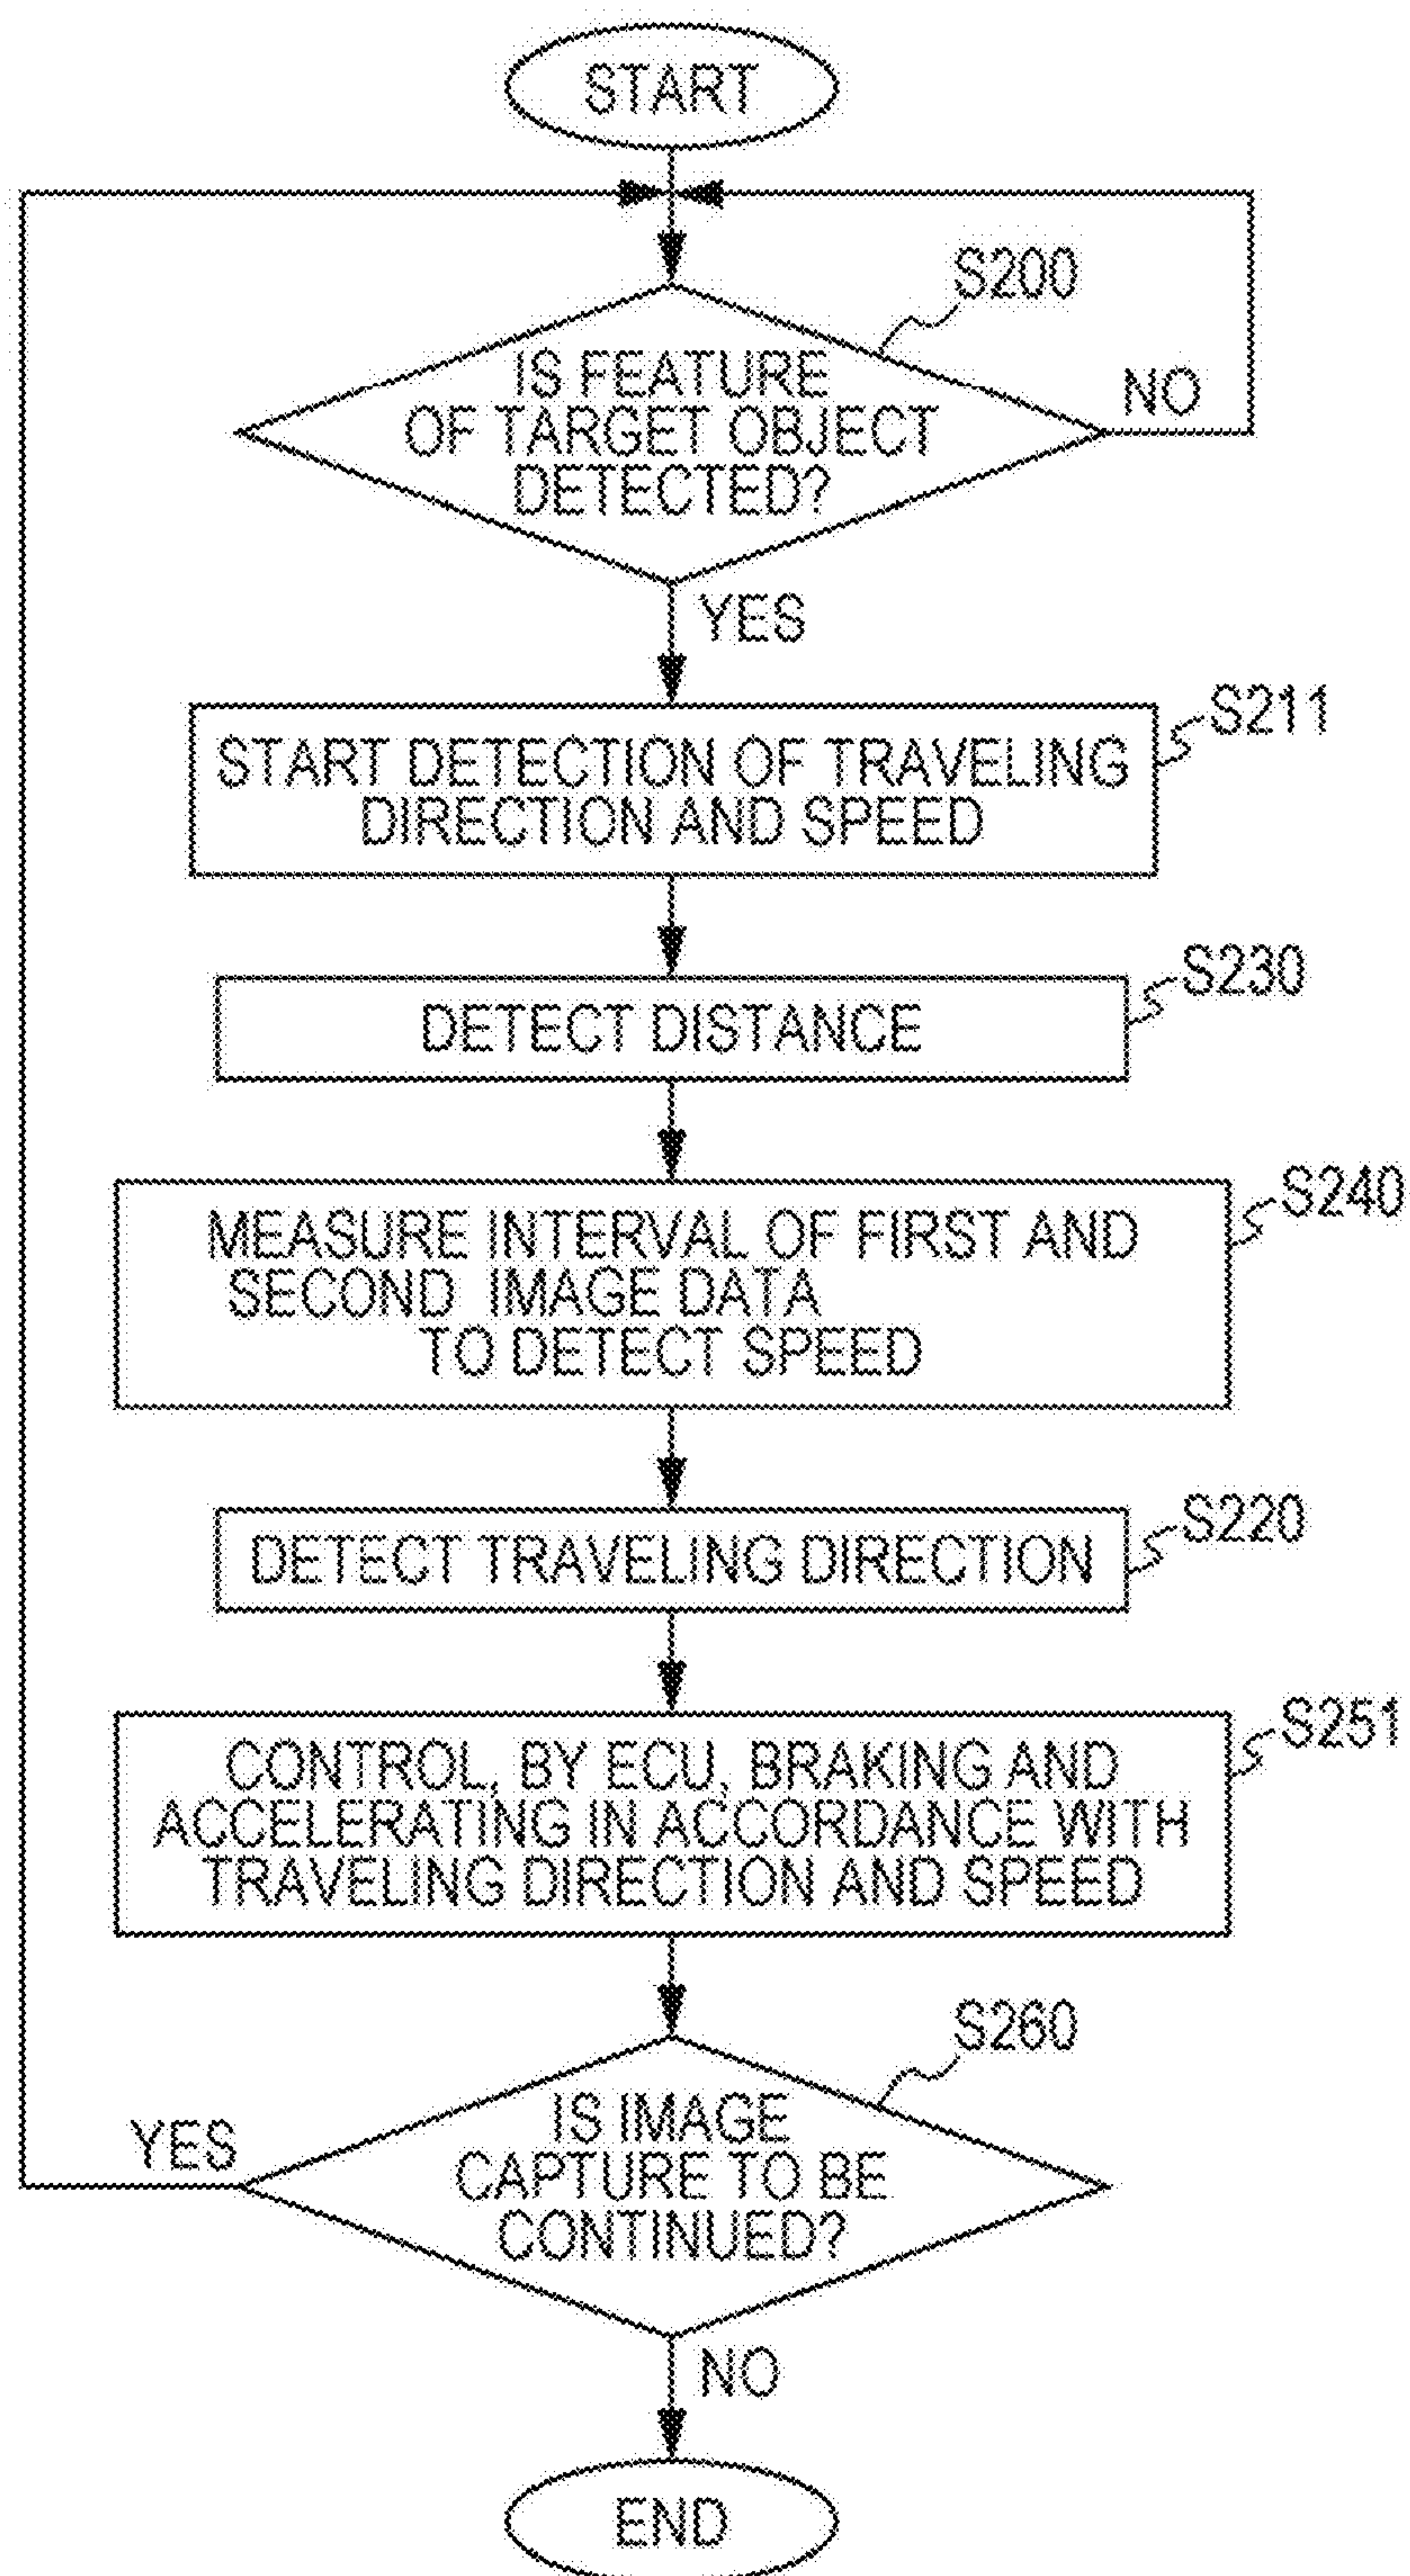 START
S200
IS FEATURE
OF TARGET OBJECT
DETECTED?
NO
YES
S211
START DETECTION OF TRAVELING
DIRECTION AND SPEED
S230
DETECT DISTANCE
S240
MEASURE INTERVAL OF FIRST AND
SECOND IMAGE DATA
TO DETECT SPEED
S220
DETECT TRAVELING DIRECTION
S251
CONTROL, BY ECU, BRAKING AND
ACCELERATING IN ACCORDANCE WITH
TRAVELING DIRECTION AND SPEED
S260
IS IMAGE
CAPTURE TO BE
CONTINUED?
YES
NO
END